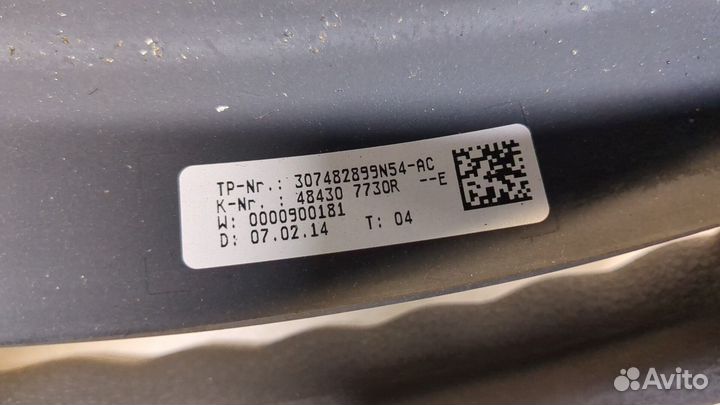 TP-Nr.: 307482899N54-AC
K-Nr. : 48430 7730R --E
W: 0000900181
D: 07.02.14 T: 04
Avito